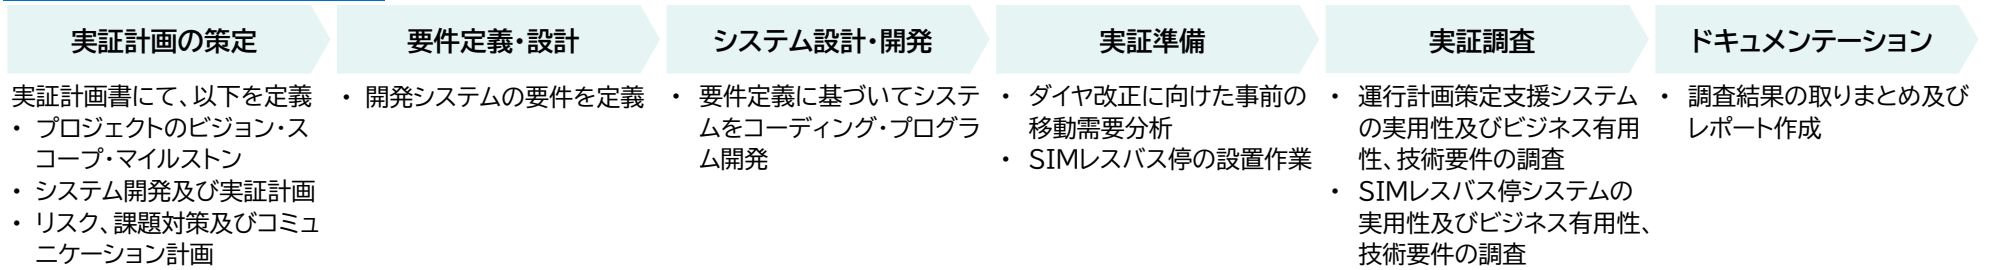 実証計画の策定
実証計画書にて、以下を定義
・ プロジェクトのビジョン・ス
コープ・マイルストン
・ システム開発及び実証計画
・ リスク、課題対策及びコミュ
ニケーション計画
要件定義・設計
・ 開発システムの要件を定義
システム設計・開発
・ 要件定義に基づいてシステ
ムをコーディング・プログラ
ム開発
実証準備
・ ダイヤ改正に向けた事前の
移動需要分析
・ SIMレスバス停の設置作業
実証調査
・ 運行計画策定支援システム
の実用性及びビジネス有用
性、技術要件の調査
・ SIMレスバス停システムの
実用性及びビジネス有用性、
技術要件の調査
ドキュメンテーション
・ 調査結果の取りまとめ及び
レポート作成